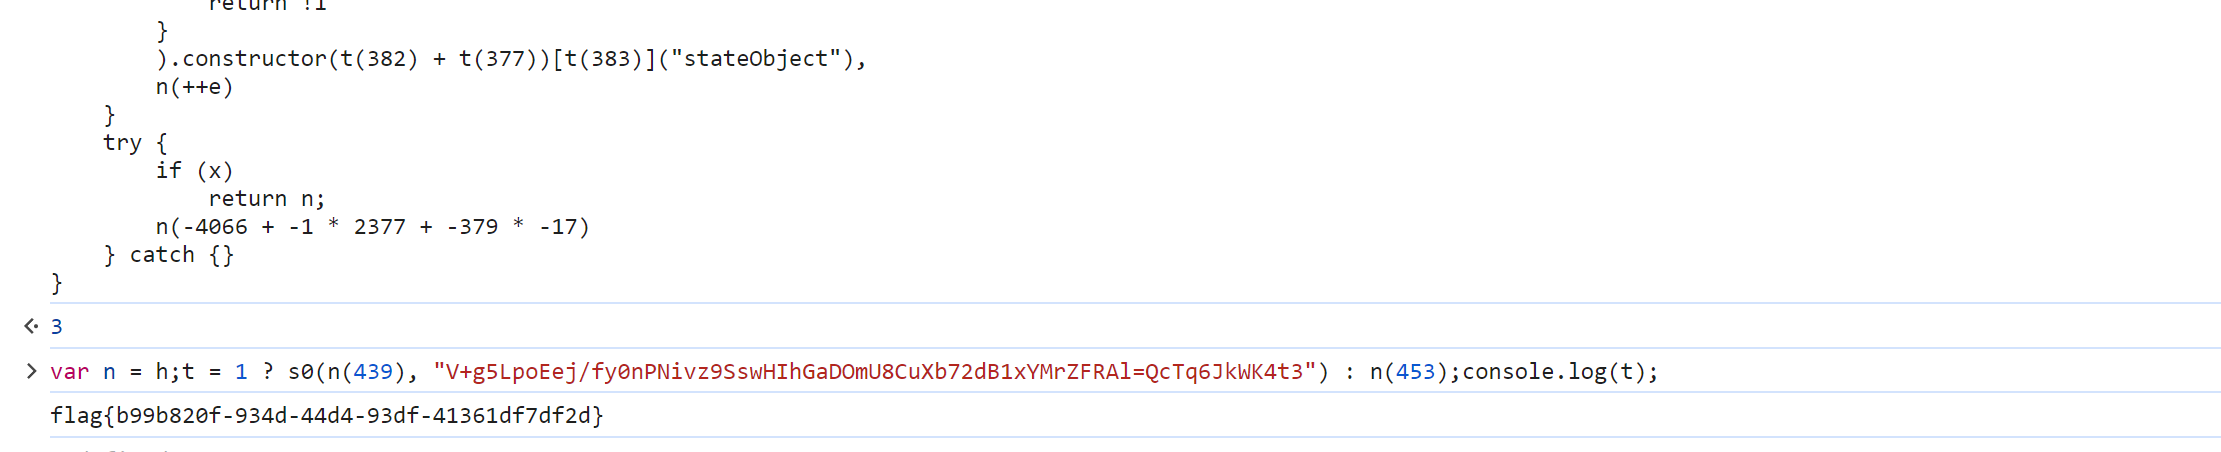 return !1
}
).constructor(t(382) + t(377))[t(383)]("stateObject"),
n(++e)
}
try {
if (x)
return n;
n(-4066 + -1 * 2377 + -379 * -17)
} catch {}
}
3
var n = h;t = 1 ? s0(n(439), "V+g5LpoEej/fy0nPNivz9SswHIhGaDOmU8CuXb72dB1xYMrZFRAl=QcTq6JkWK4t3") : n(453);console.log(t);
flag{b99b820f-934d-44d4-93df-41361df7df2d}